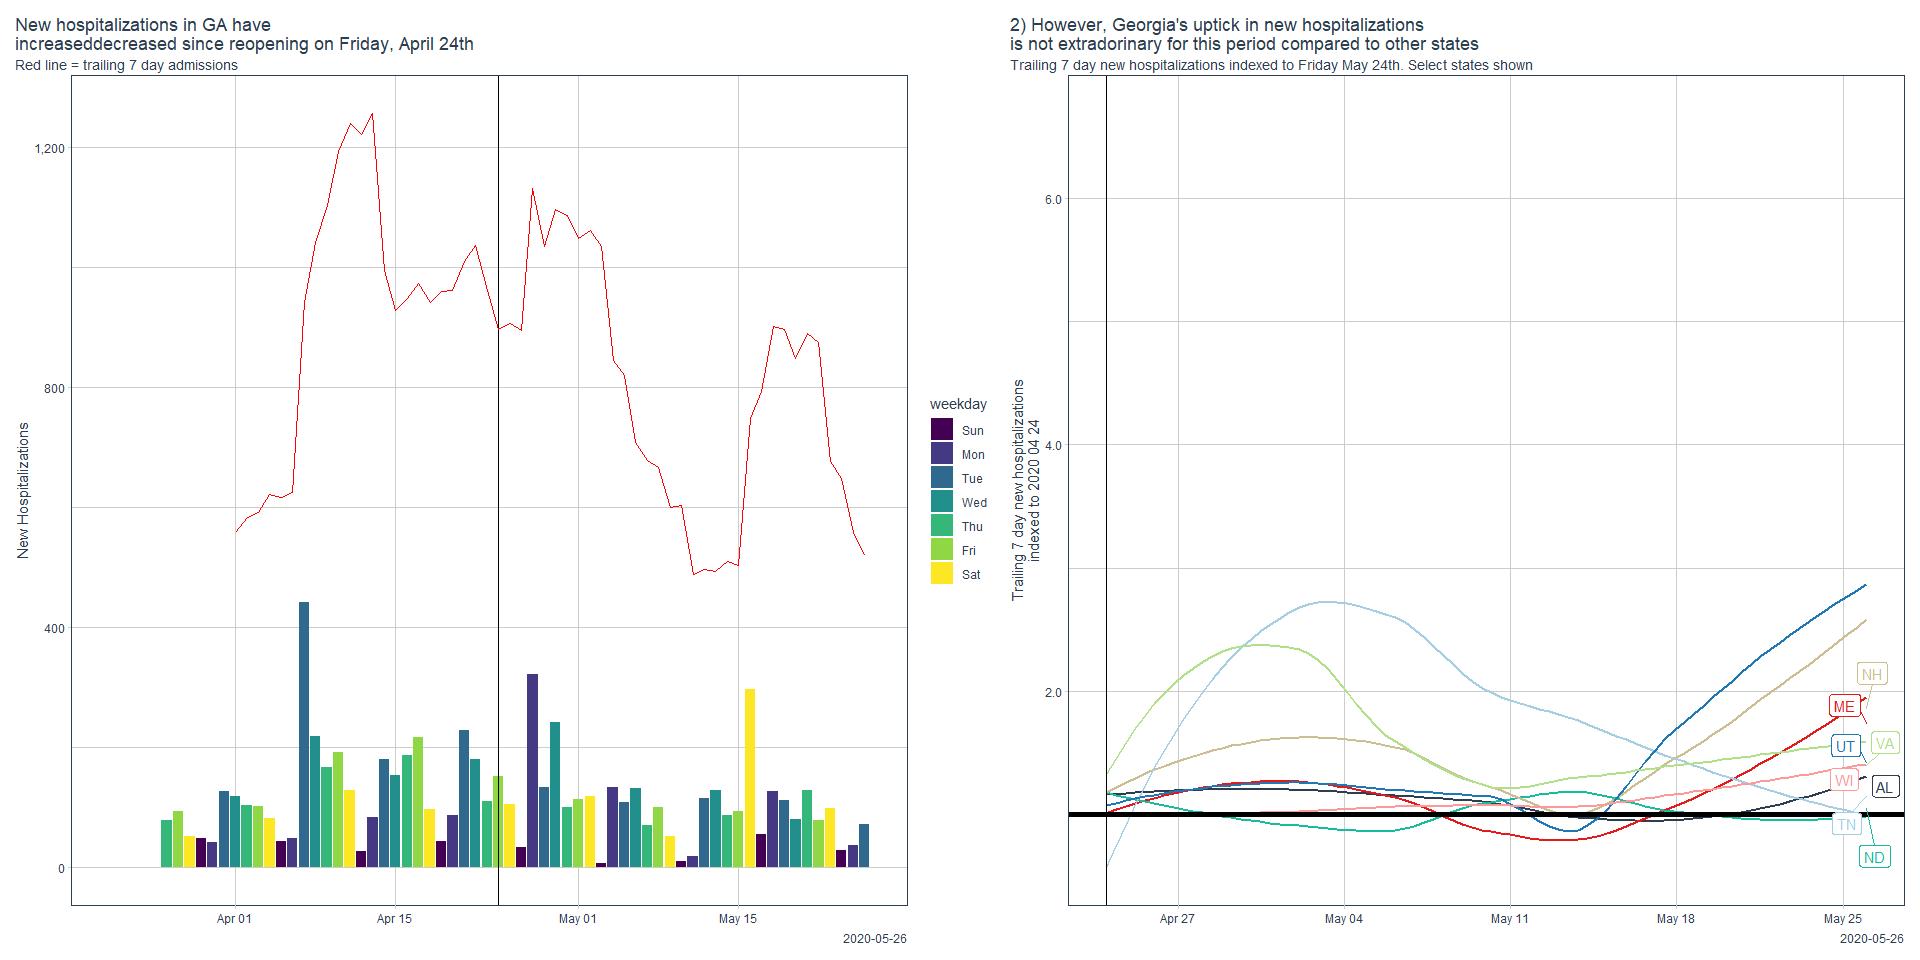 New hospitalizations in GA have
increaseddecreased since reopening on Friday, April 24th
Red line = trailing 7 day admissions
1,200
800
400
0
New Hospitalizations
Apr 01
Apr 15
May 01
May 15
2020-05-26
weekday
Sun
Mon
Tue
Wed
Thu
Fri
Sat
2) However, Georgia's uptick in new hospitalizations
is not extradorinary for this period compared to other states
Trailing 7 day new hospitalizations indexed to Friday May 24th. Select states shown
6.0
4.0
2.0
Trailing 7 day new hospitalizations
indexed to 2020 04 24
NH
ME
VA
UT
WI
AL
TN
ND
Apr 27
May 04
May 11
May 18
May 25
2020-05-26